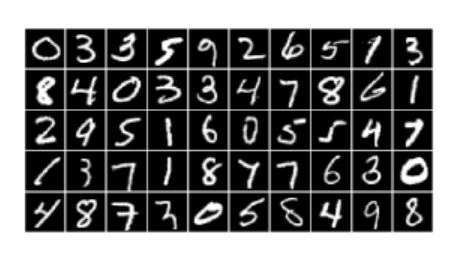 0 3 3 5 9 2 6 5 1 3
8 4 0 3 3 4 7 8 6 1
2 9 5 1 6 0 5 5 4 7
1 3 7 1 8 Y 7 6 3 0
4 8 7 3 0 5 8 4 9 8